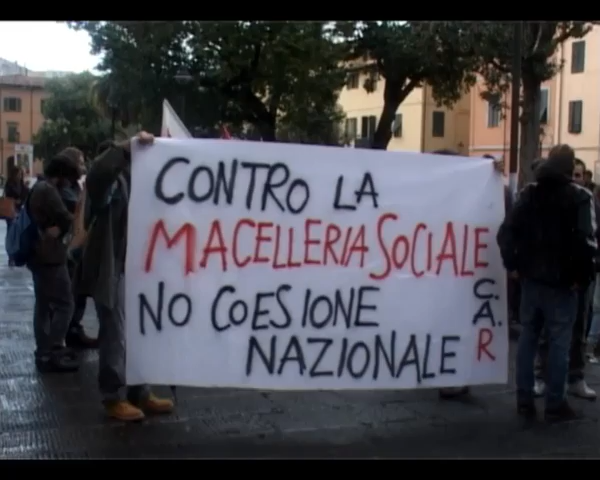 CONTRO LA
MACELLERIA SOCIALE
NO COESIONE
NAZIONALE
C.
A.
R